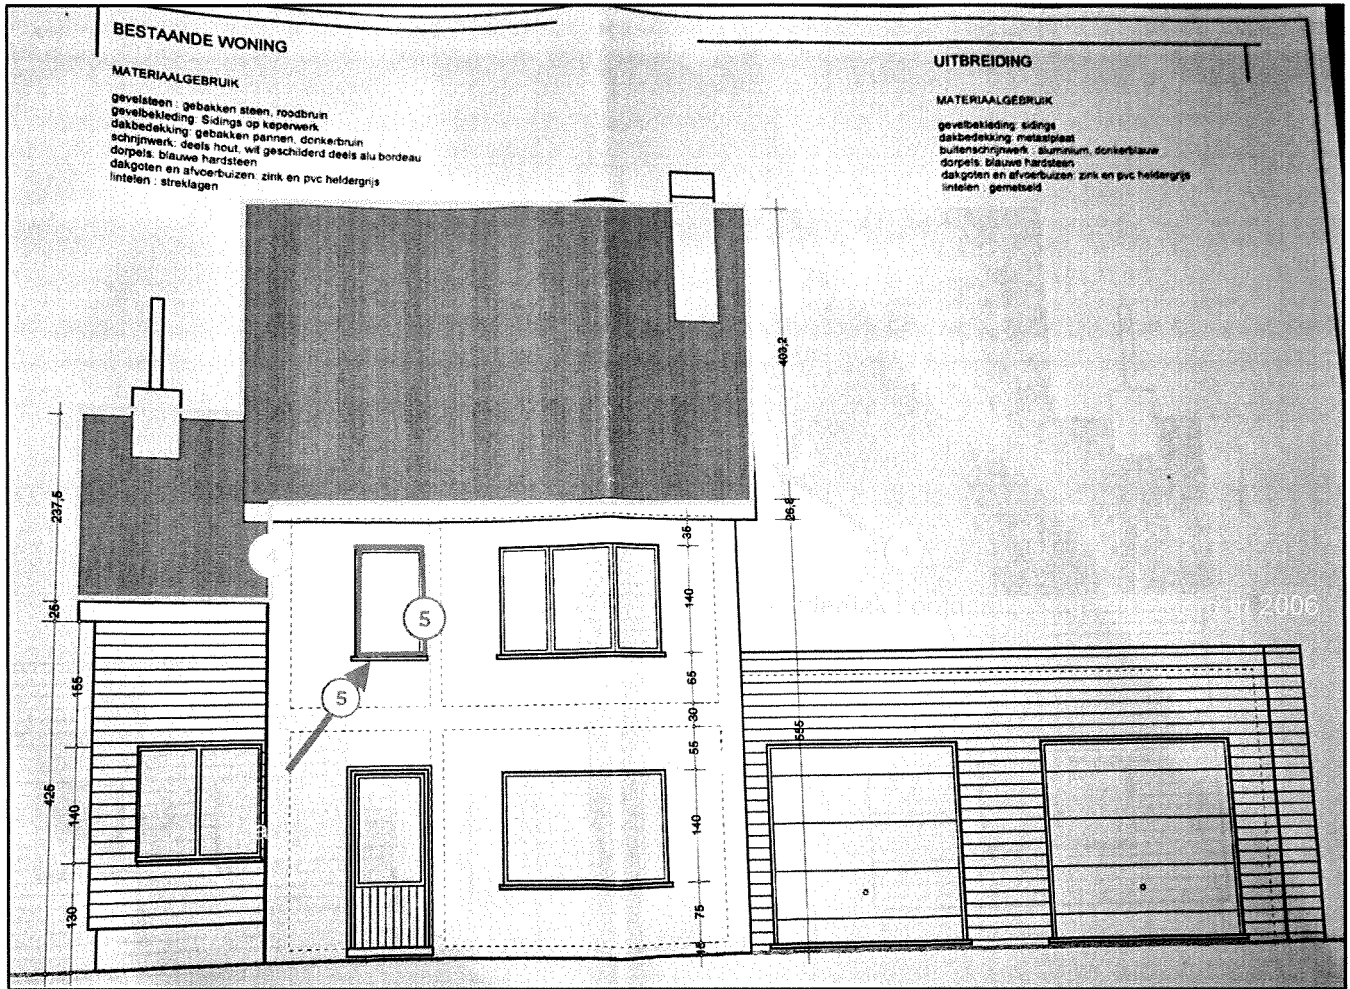 BESTAANDE WONING
MATERIAALGEBRUIK
gevelsteen : gebakken steen, roodbruin
gevelbekleding: Sidings op keperwerk
dakbedekking: gebakken pannen, donkerbruin
schrijnwerk: deels hout, wit geschilderd deels alu bordeau
dorpels: blauwe hardsteen
dakgoten en afvoerbuizen: zink en pvc heldergrijs
lintelen : streklagen
UITBREIDING
MATERIAALGEBRUIK
gevelbekleding: sidings
dakbedekking: metaalplaat
buitenschrijnwerk : aluminium, donkerblauw
dorpels: blauwe hardsteen
dakgoten en afvoerbuizen: zink en pvc heldergrijs
lintelen : gemetseld
403,2
26,8
237,5
25
155
425
140
130
4
5
5
35
140
65
30
55
140
75
555
2006